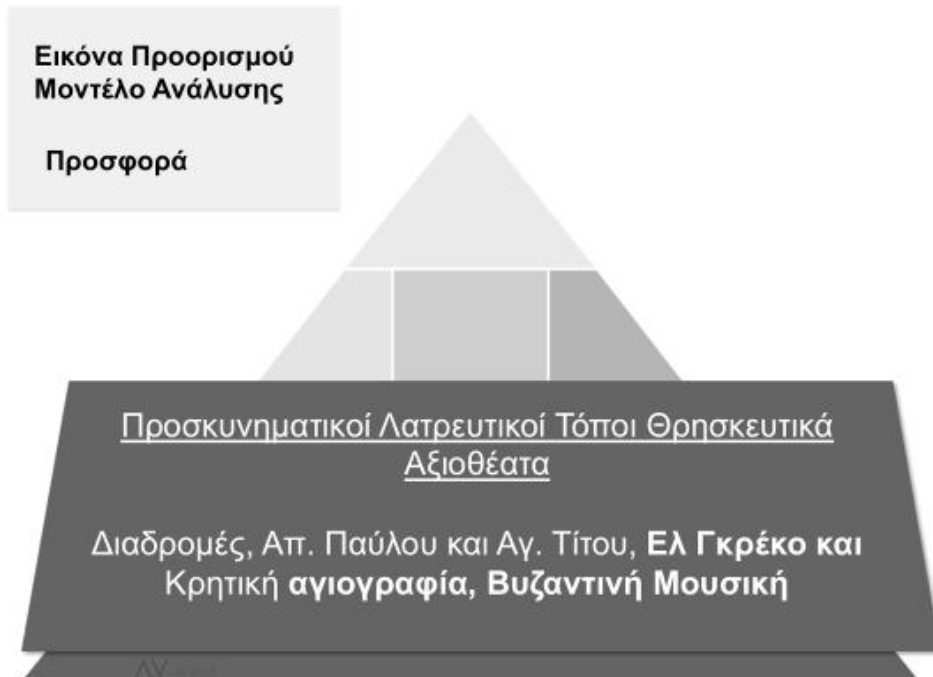 Εικόνα Προορισμού
Μοντέλο Ανάλυσης
Προσφορά
Προσκυνηματικοί Λατρευτικοί Τόποι Θρησκευτικά
Αξιοθέατα
Διαδρομές, Απ. Παύλου και Αγ. Τίτου, Ελ Γκρέκο και
Κρητική αγιογραφία, Βυζαντινή Μουσική